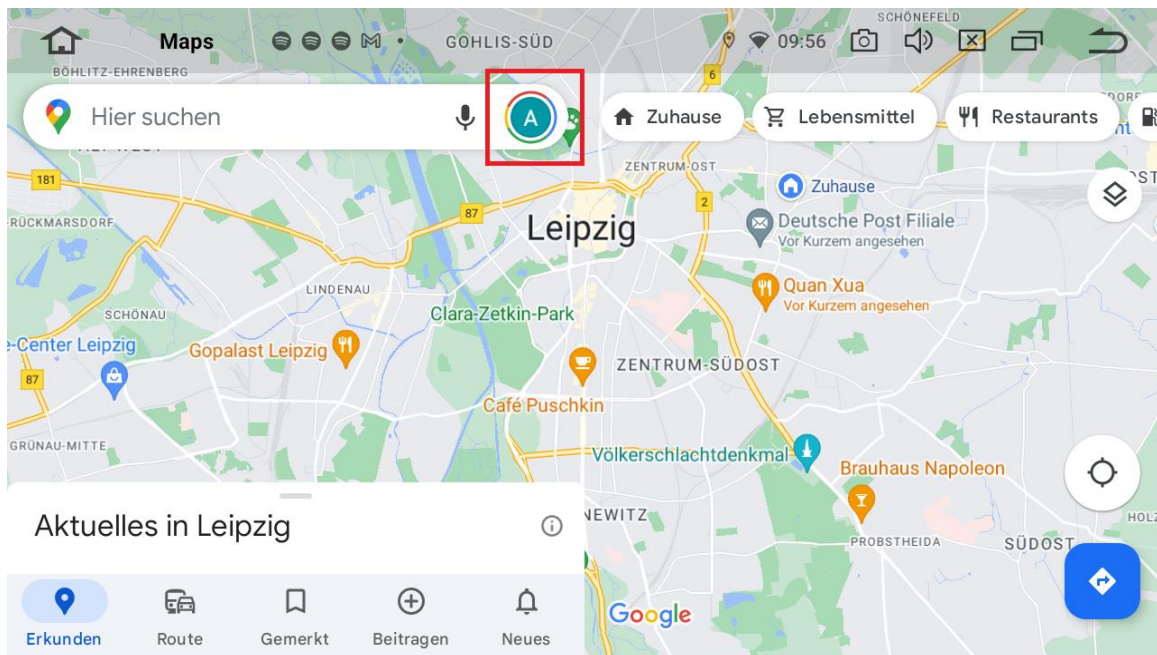 Maps
GOHLIS-SÜD
09:56
SCHÖNEFELD
BÖHLITZ-EHRENBERG
6
Hier suchen
A
Zuhause
Lebensmittel
Restaurants
ZENTRUM-OST
181
87
2
Zuhause
RÜCKMARSDORF
Leipzig
Deutsche Post Filiale
Vor Kurzem angesehen
LINDENAU
Quan Xua
Vor Kurzem angesehen
SCHÖNAU
Clara-Zetkin-Park
e-Center Leipzig
Gopalast Leipzig
ZENTRUM-SÜDOST
87
Café Puschkin
GRÜNAU-MITTE
Völkerschlachtdenkmal
Brauhaus Napoleon
Aktuelles in Leipzig
PROBSTHEIDA
SÜDOST
Google
Erkunden
Route
Gemerkt
Beitragen
Neues